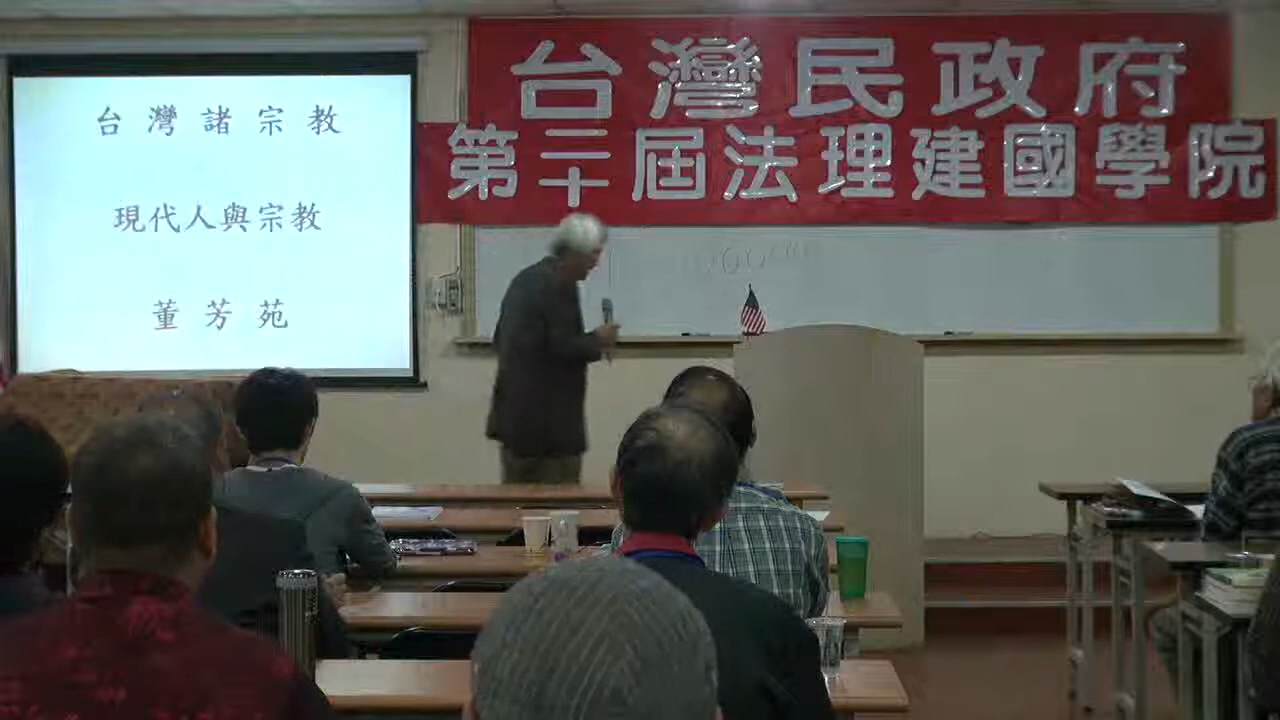 台灣諸宗教
現代人與宗教
董芳苑
台灣民政府
第二十屆法理建國學院